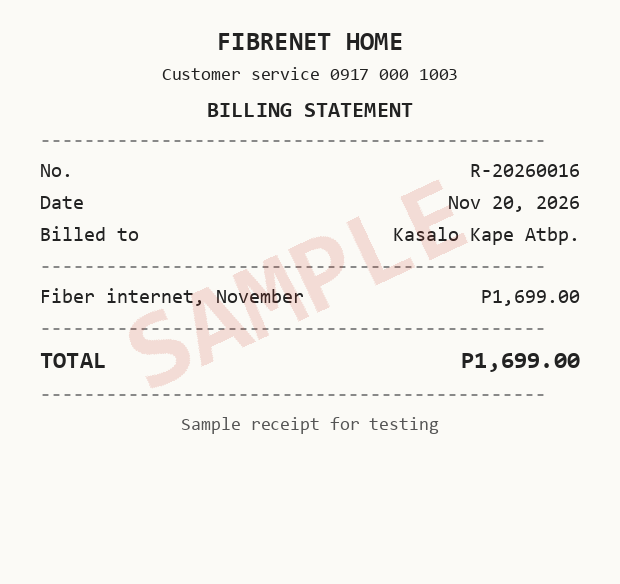 FIBRENET HOME
Customer service 0917 000 1003
BILLING STATEMENT
No. R-20260016
Date Nov 20, 2026
Billed to Kasalo Kape Atbp.
Fiber internet, November P1,699.00
TOTAL P1,699.00
Sample receipt for testing
SAMPLE